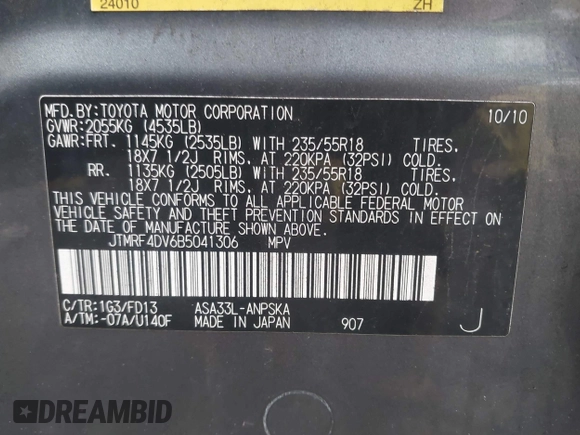 24010 ZH
MFD.BY:TOYOTA MOTOR CORPORATION 10/10
GVWR:2055KG (4535LB)
GAWR:FRT. 1145KG (2535LB) WITH 235/55R18 TIRES,
18X7 1/2J RIMS, AT 220KPA (32PSI) COLD.
RR. 1135KG (2505LB) WITH 235/55R18 TIRES,
18X7 1/2J RIMS, AT 220KPA (32PSI) COLD.
THIS VEHICLE CONFORMS TO ALL APPLICABLE FEDERAL MOTOR
VEHICLE SAFETY AND THEFT PREVENTION STANDARDS IN EFFECT ON
THE DATE OF MANUFACTURE SHOWN ABOVE.
JTMRF4DV6B5041306 MPV
C/TR:1G3/FD13 ASA33L-ANPSKA
A/TM:-07A/U140F MADE IN JAPAN 907 J
DREAMBID